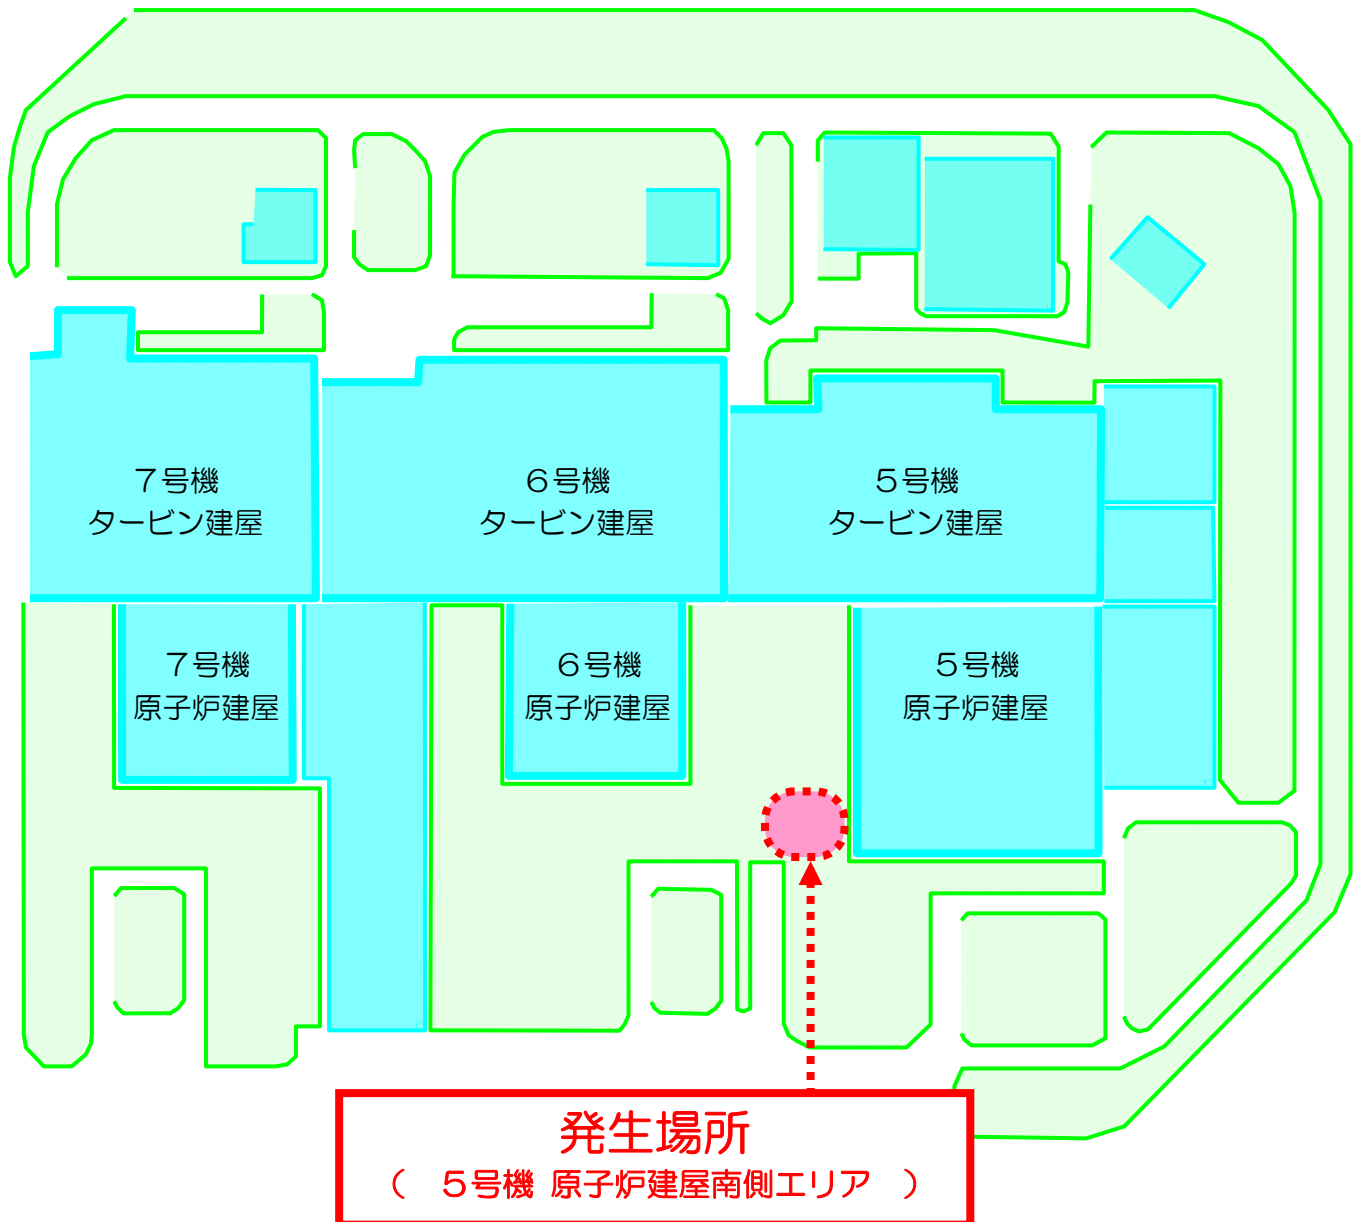 ７号機
タービン建屋
６号機
タービン建屋
５号機
タービン建屋
７号機
原子炉建屋
６号機
原子炉建屋
５号機
原子炉建屋
発生場所
（　５号機 原子炉建屋南側エリア　）